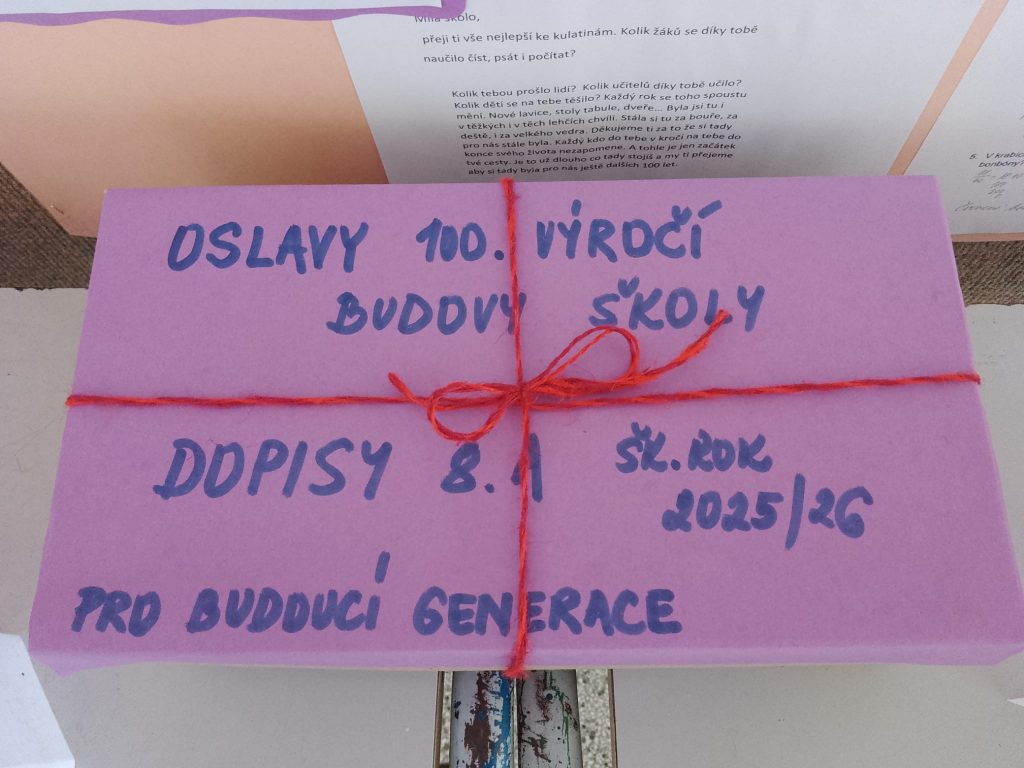 Milá školo,
přeji ti vše nejlepší ke kulatinám. Kolik žáků se díky tobě
naučilo číst, psát i počítat?
Kolik tebou prošlo lidí? Kolik učitelů díky tobě učilo?
Kolik dětí se na tebe těšilo? Každý rok se toho spoustu
mění. Nové lavice, stoly tabule, dveře... Byla jsi tu i
v těžkých i v těch lehčích chvílí. Stála si tu za bouře, za
deště, i za velkého vedra. Děkujeme ti za to že si tady
pro nás stále byla. Každý kdo do tebe v kročí na tebe do
konce svého života nezapomene. A tohle je jen začátek
tvé cesty. Je to už dlouho co tady stojíš a my ti přejeme
aby si tady byla pro nás ještě dalších 100 let.
5. V krabic
bonbóny?
OSLAVY 100. VÝROČÍ
BUDOVY ŠKOLY
DOPISY 8.A ŠK.ROK
2025/26
PRO BUDOUCÍ GENERACE